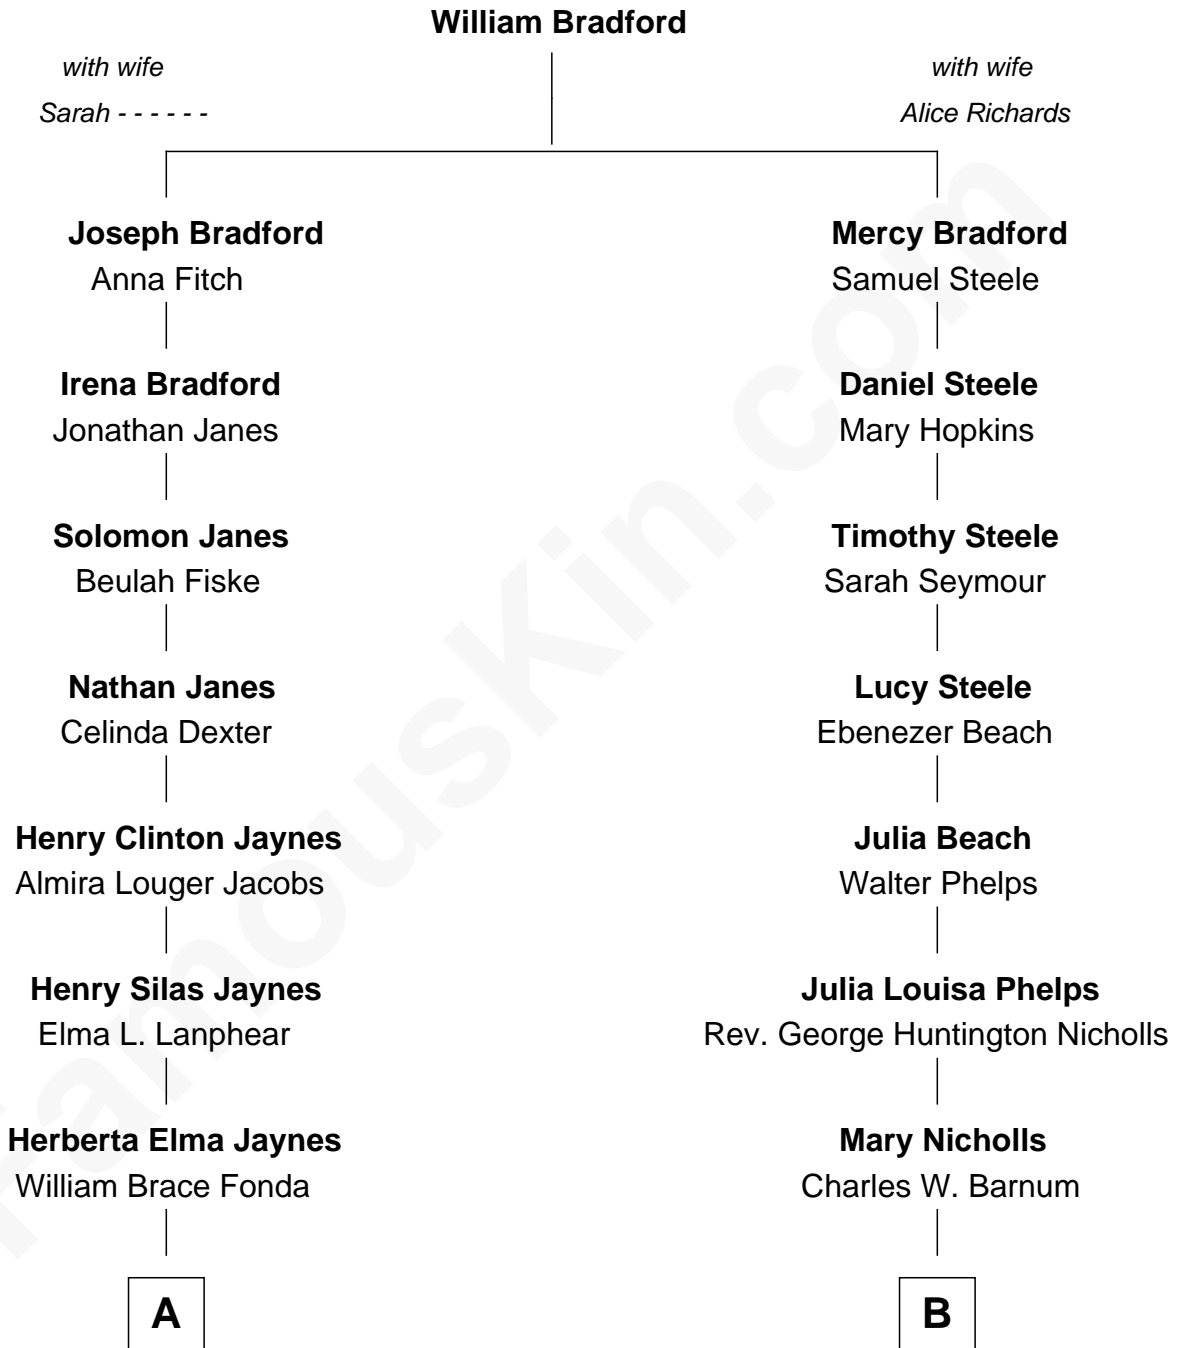 William Bradford
with wife
Sarah - - - - - -
with wife
Alice Richards
Joseph Bradford
Anna Fitch
Mercy Bradford
Samuel Steele
Irena Bradford
Jonathan Janes
Daniel Steele
Mary Hopkins
Solomon Janes
Beulah Fiske
Timothy Steele
Sarah Seymour
Nathan Janes
Celinda Dexter
Lucy Steele
Ebenezer Beach
Henry Clinton Jaynes
Almira Louger Jacobs
Julia Beach
Walter Phelps
Henry Silas Jaynes
Elma L. Lanphear
Julia Louisa Phelps
Rev. George Huntington Nicholls
Herberta Elma Jaynes
William Brace Fonda
Mary Nicholls
Charles W. Barnum
A
B
FamousKin.com